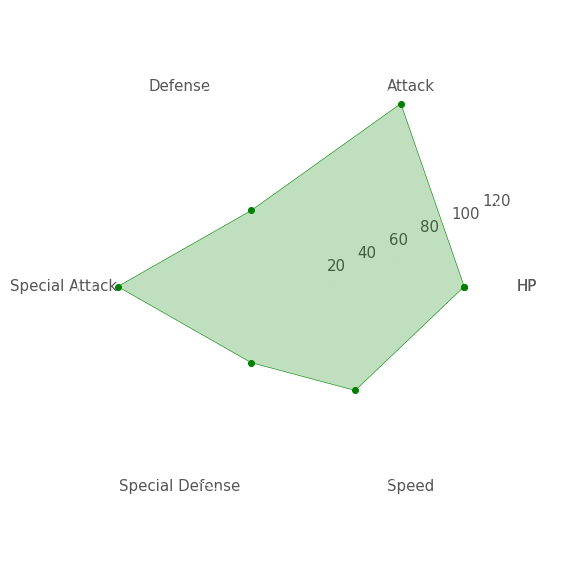 Defense
Attack
120
100
80
60
40
20
Special Attack
HP
Special Defense
Speed